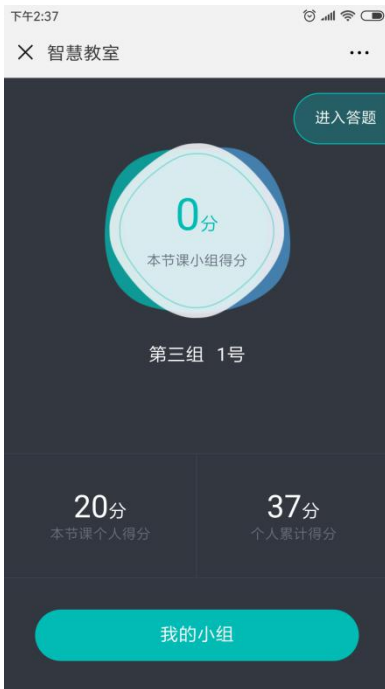 下午2:37
智慧教室
进入答题
0分
本节课小组得分
第三组 1号
20分
本节课个人得分
37分
个人累计得分
我的小组